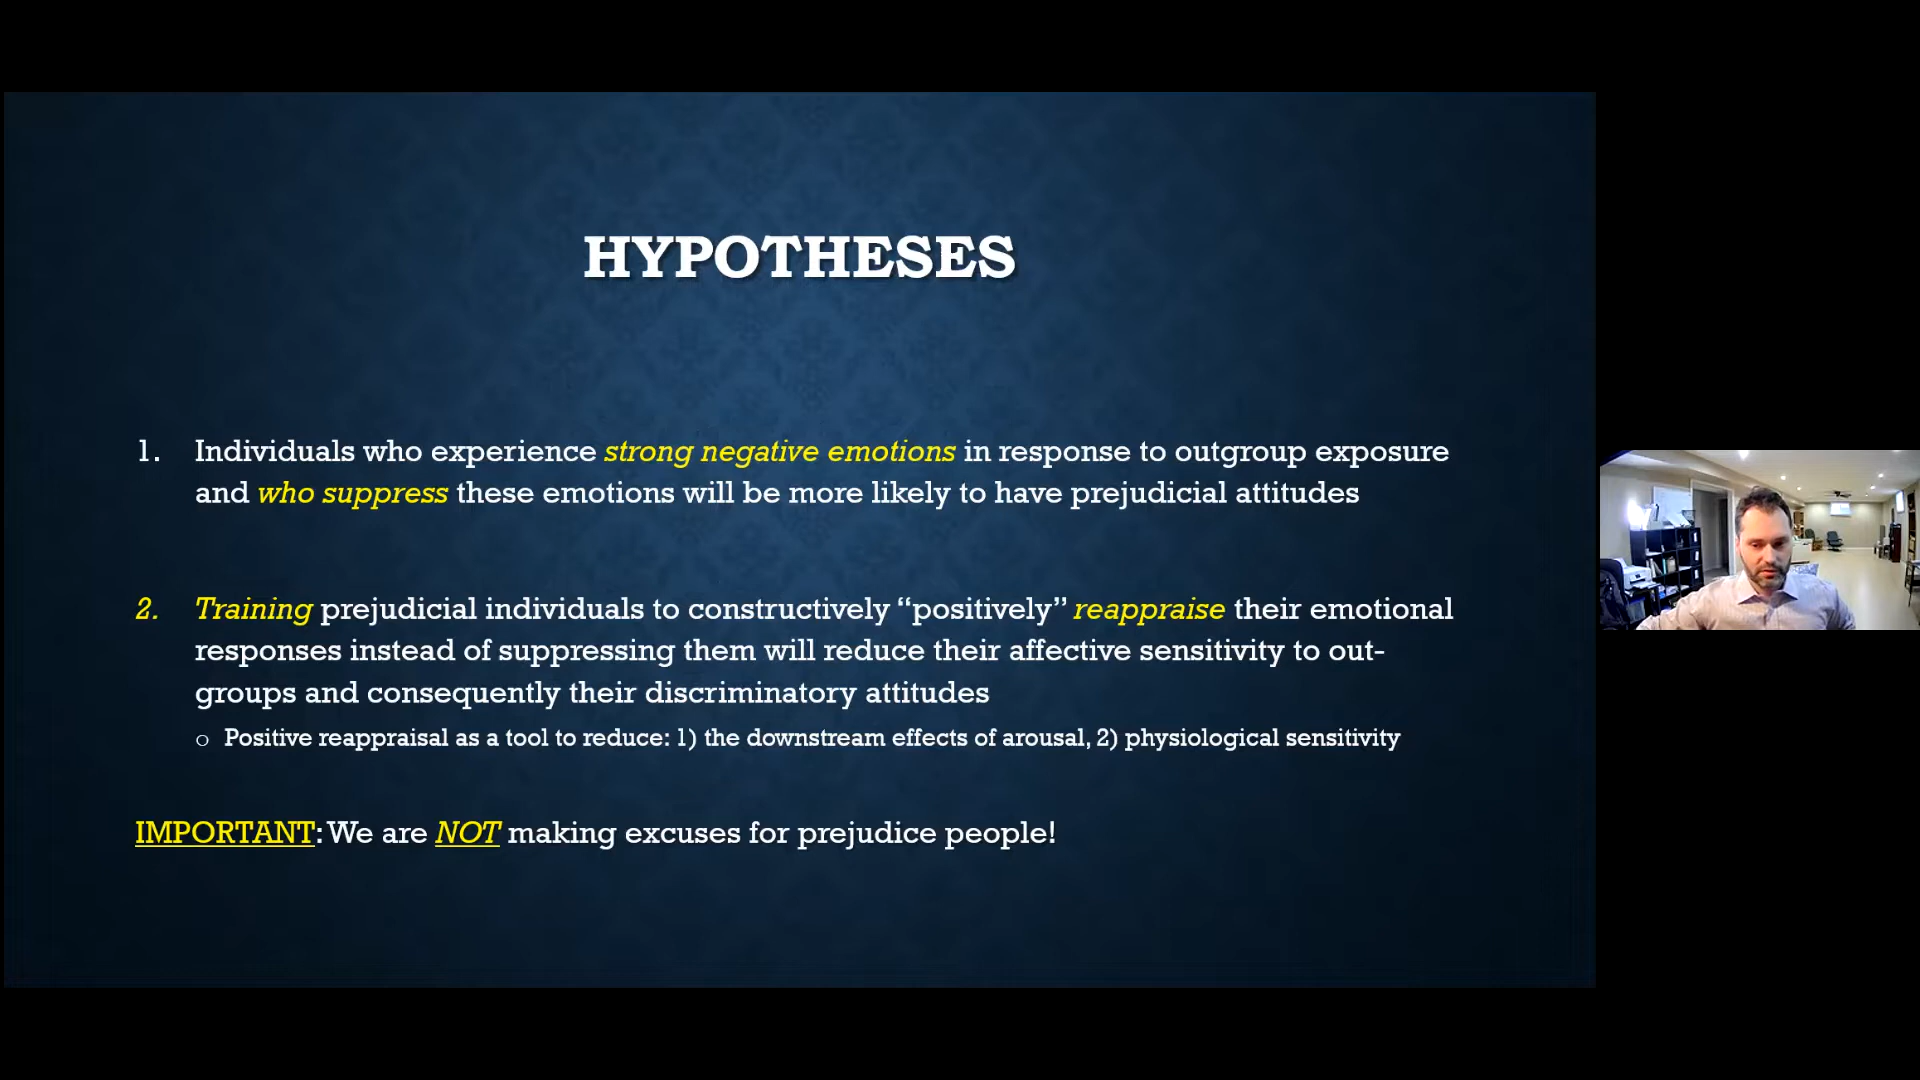 HYPOTHESES
1. Individuals who experience strong negative emotions in response to outgroup exposure
and who suppress these emotions will be more likely to have prejudicial attitudes
2. Training prejudicial individuals to constructively “positively” reappraise their emotional
responses instead of suppressing them will reduce their affective sensitivity to out-
groups and consequently their discriminatory attitudes
o Positive reappraisal as a tool to reduce: 1) the downstream effects of arousal, 2) physiological sensitivity
IMPORTANT: We are NOT making excuses for prejudice people!